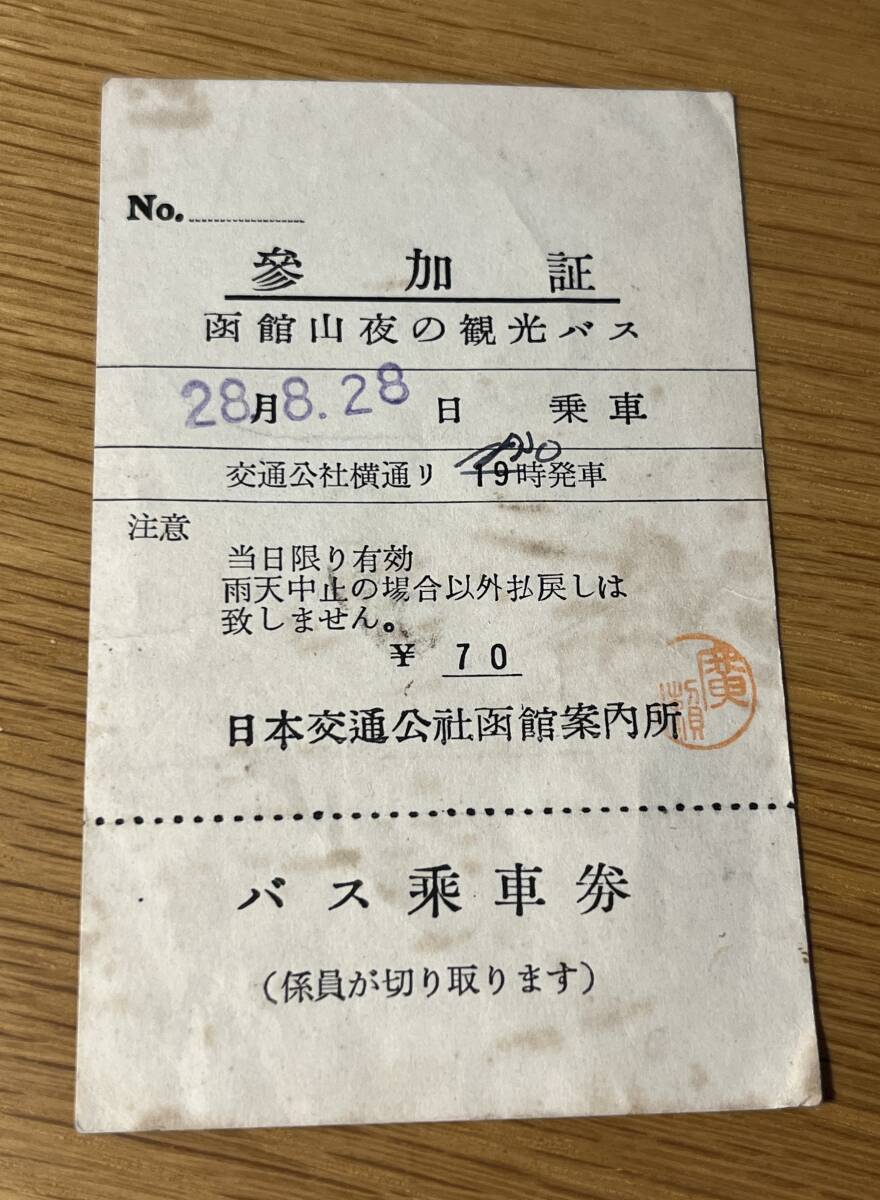 No.
参加証
函館山夜の観光バス
28月8.28日 乗車
交通公社横通リ 19時発車
注意
当日限り有効
雨天中止の場合以外払戻しは
致しません。
¥ 70
日本交通公社函館案内所
バス乗車券
(係員が切り取ります)